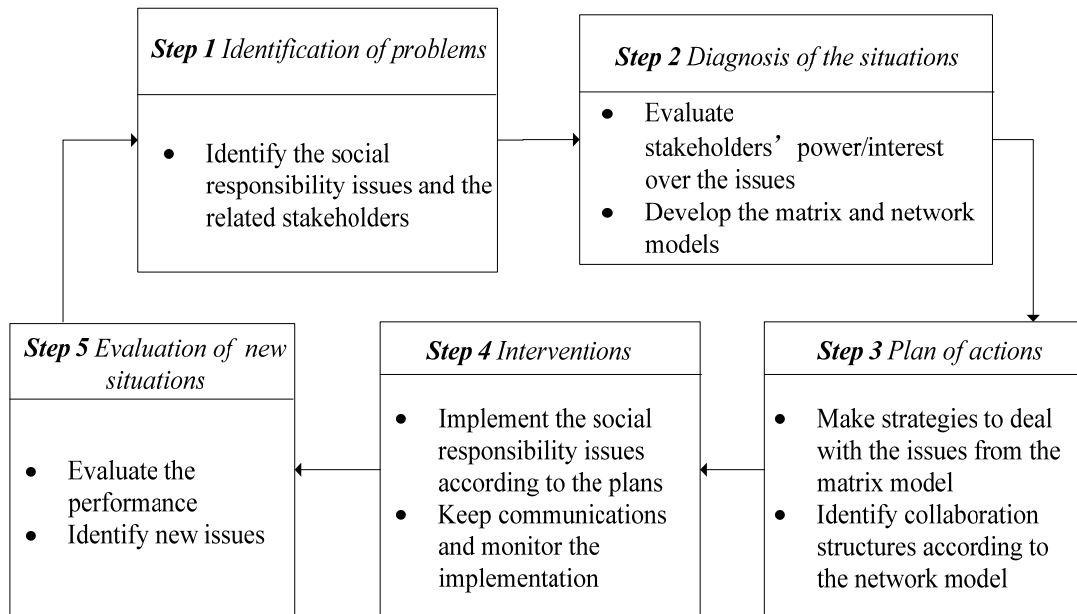 Step 1 Identification of problems
● Identify the social
responsibility issues and the
related stakeholders
Step 2 Diagnosis of the situations
● Evaluate
stakeholders’ power/interest
over the issues
● Develop the matrix and network
models
Step 3 Plan of actions
● Make strategies to deal
with the issues from the
matrix model
● Identify collaboration
structures according to
the network model
Step 4 Interventions
● Implement the social
responsibility issues
according to the plans
● Keep communications
and monitor the
implementation
Step 5 Evaluation of new
situations
● Evaluate the
performance
● Identify new issues